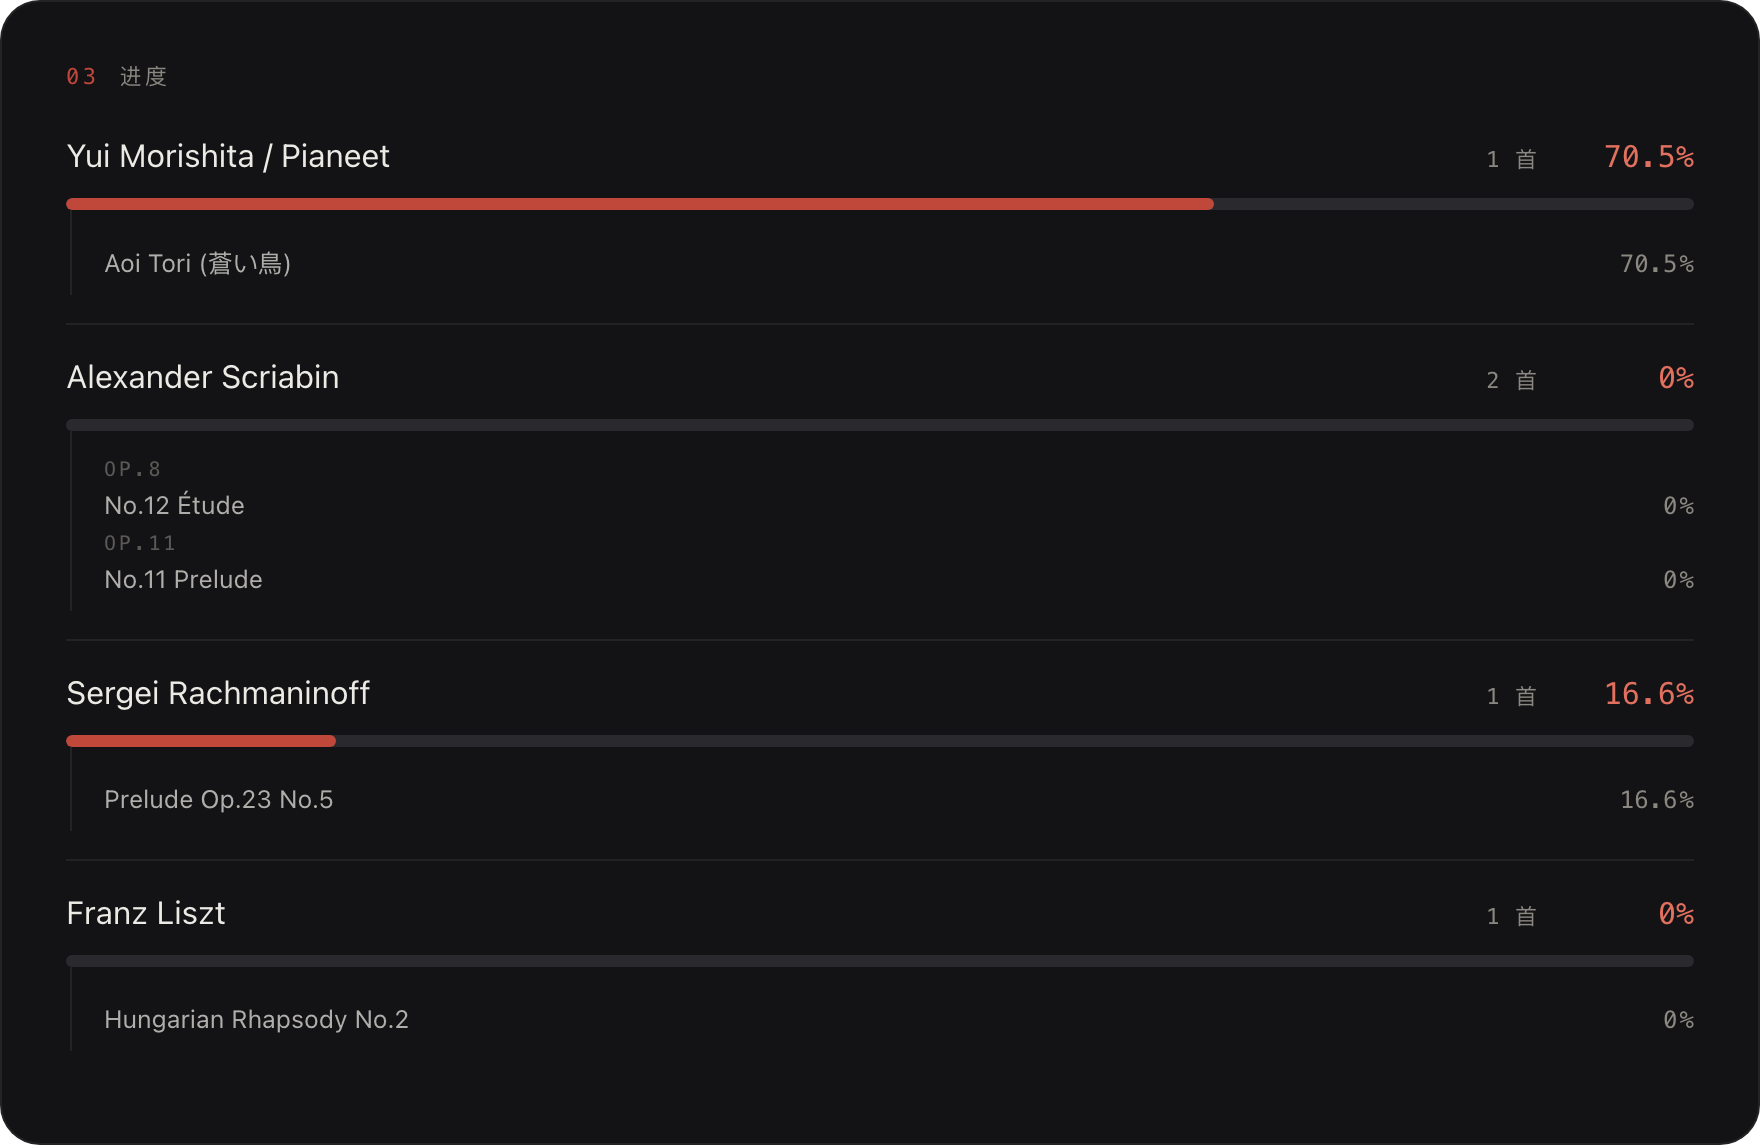 03 进度
Yui Morishita / Pianeet 1 首 70.5%
Aoi Tori (蒼い鳥) 70.5%
Alexander Scriabin 2 首 0%
OP.8
No.12 Étude 0%
OP.11
No.11 Prelude 0%
Sergei Rachmaninoff 1 首 16.6%
Prelude Op.23 No.5 16.6%
Franz Liszt 1 首 0%
Hungarian Rhapsody No.2 0%